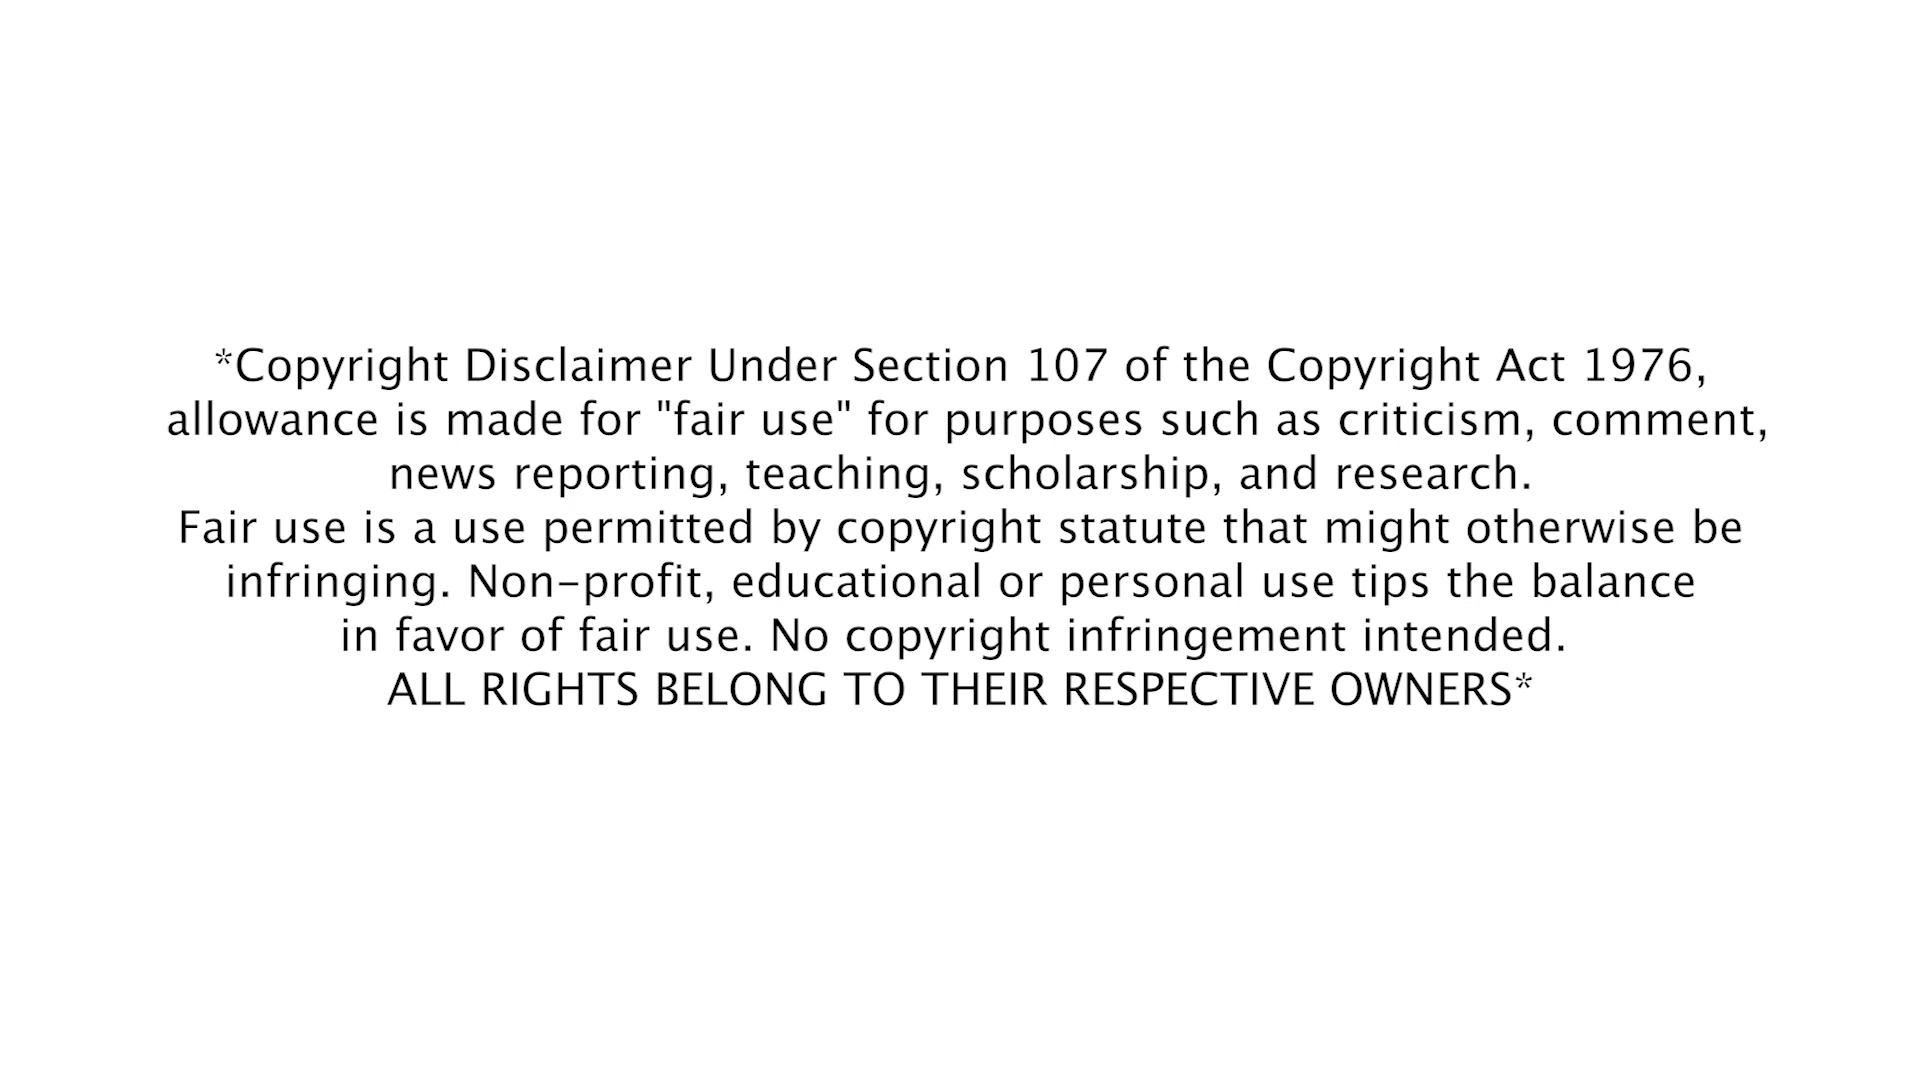 *Copyright Disclaimer Under Section 107 of the Copyright Act 1976,
allowance is made for "fair use" for purposes such as criticism, comment,
news reporting, teaching, scholarship, and research.
Fair use is a use permitted by copyright statute that might otherwise be
infringing. Non–profit, educational or personal use tips the balance
in favor of fair use. No copyright infringement intended.
ALL RIGHTS BELONG TO THEIR RESPECTIVE OWNERS*